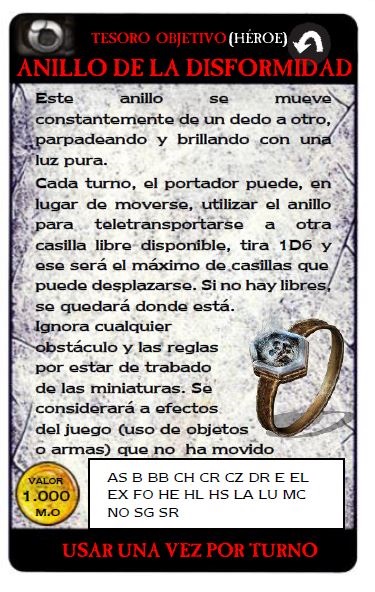 TESORO OBJETIVO (HÉROE)
ANILLO DE LA DISFORMIDAD
Este anillo se mueve
constantemente de un dedo a otro,
parpadeando y brillando con una
luz pura.
Cada turno, el portador puede, en
lugar de moverse, utilizar el anillo
para teletransportarse a otra
casilla libre disponible, tira 1D6 y
ese será el máximo de casillas que
puede desplazarse. Si no hay libres,
se quedará donde está.
Ignora cualquier
obstáculo y las reglas
por estar de trabado
de las miniaturas. Se
considerará a efectos
del juego (uso de objetos
o armas) que no ha movido
VALOR
1.000
M.O
AS B BB CH CR CZ DR E EL
EX FO HE HL HS LA LU MC
NO SG SR
USAR UNA VEZ POR TURNO